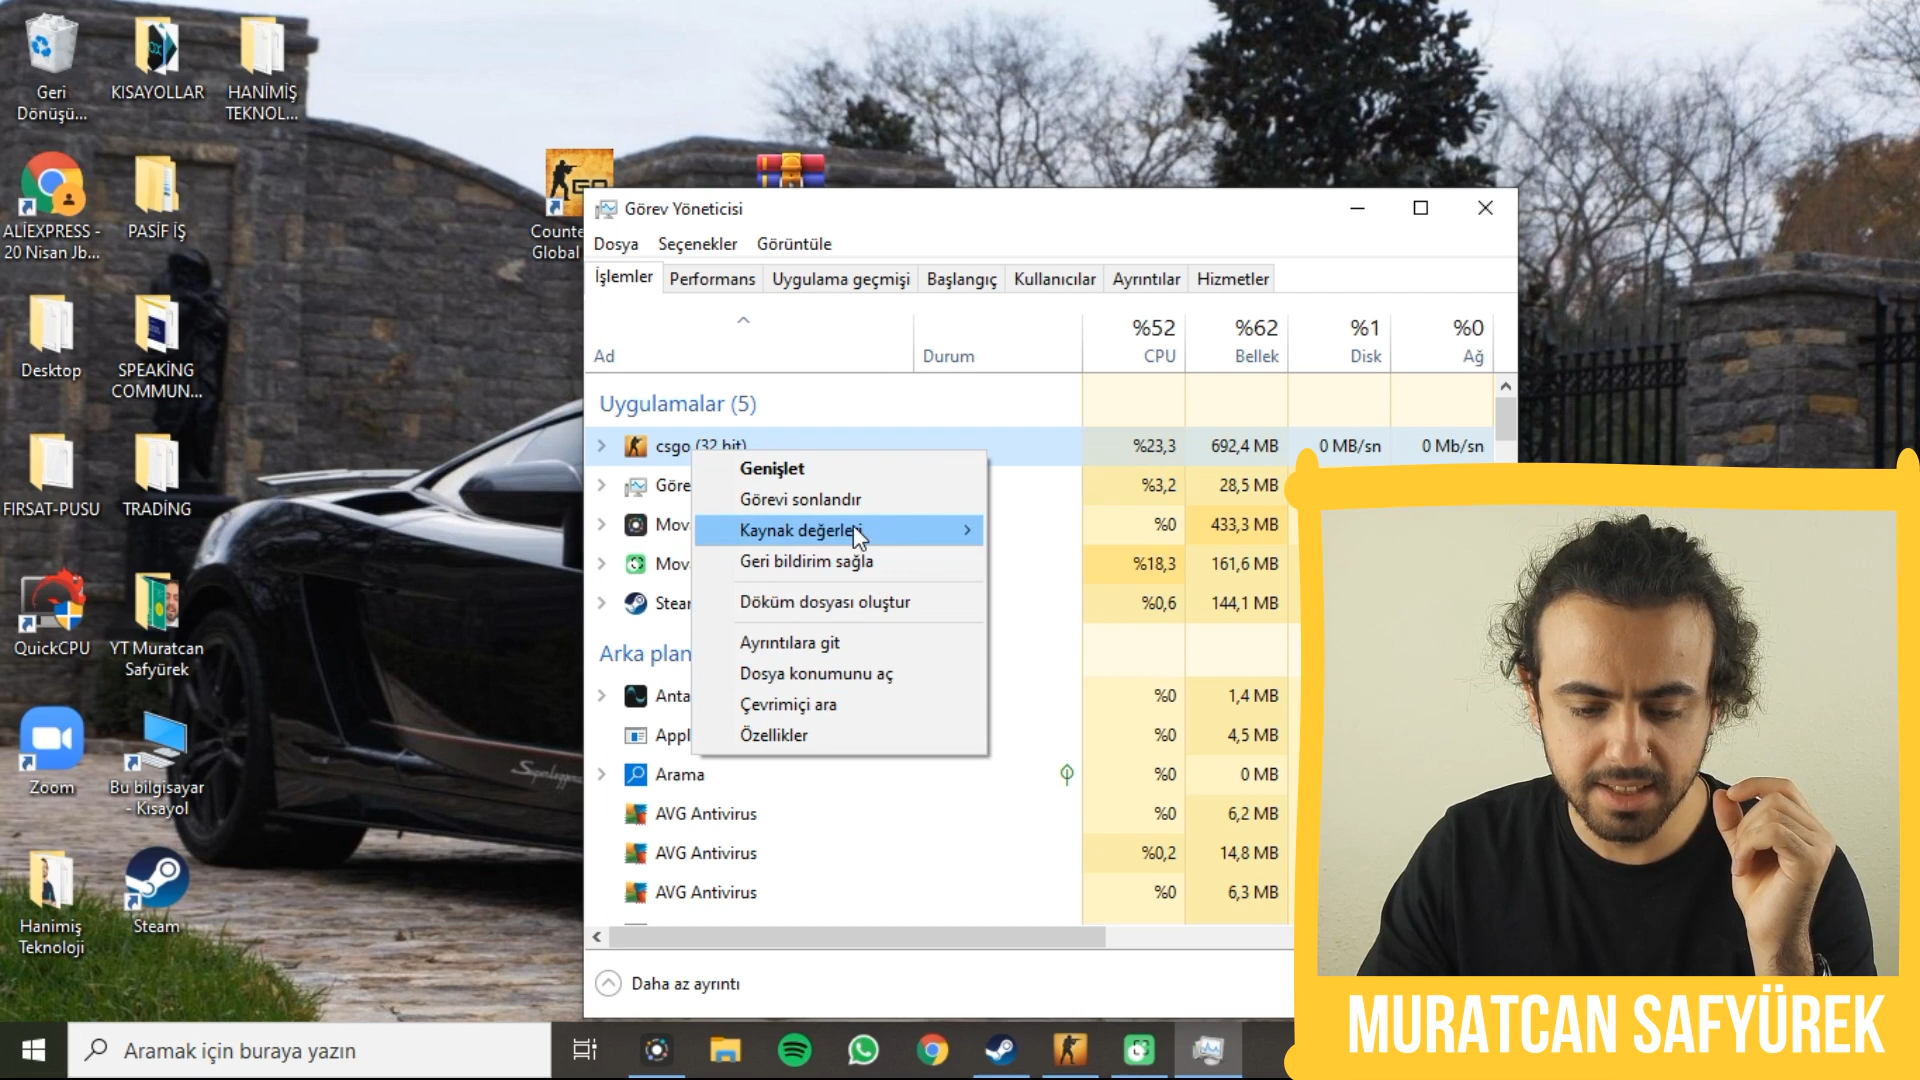 Geri
Dönüşü...
KISAYOLLAR
HANİMİŞ
TEKNOL...
ALİEXPRESS -
20 Nisan Jb...
PASİF İŞ
Desktop
SPEAKİNG
COMMUN...
FIRSAT-PUSU
TRADİNG
QuickCPU
YT Muratcan
Safyürek
Zoom
Bu bilgisayar
- Kısayol
Hanimiş
Teknoloji
Steam
Global
Görev Yöneticisi
Dosya Seçenekler Görüntüle
İşlemler Performans Uygulama geçmişi Başlangıç Kullanıcılar Ayrıntılar Hizmetler
%52 %62 %1 %0
Ad Durum CPU Bellek Disk Ağ
Uygulamalar (5)
csgo (32 bit) %23,3 692,4 MB 0 MB/sn 0 Mb/sn
Göre %3,2 28,5 MB
Mov %0 433,3 MB
Mov %18,3 161,6 MB
Stear %0,6 144,1 MB
Arka plan
Anta %0 1,4 MB
Appl %0 4,5 MB
Arama %0 0 MB
AVG Antivirus %0 6,2 MB
AVG Antivirus %0,2 14,8 MB
AVG Antivirus %0 6,3 MB
Genişlet
Görevi sonlandır
Kaynak değerleri
Geri bildirim sağla
Döküm dosyası oluştur
Ayrıntılara git
Dosya konumunu aç
Çevrimiçi ara
Özellikler
Daha az ayrıntı
Aramak için buraya yazın
MURATCAN SAFYÜREK